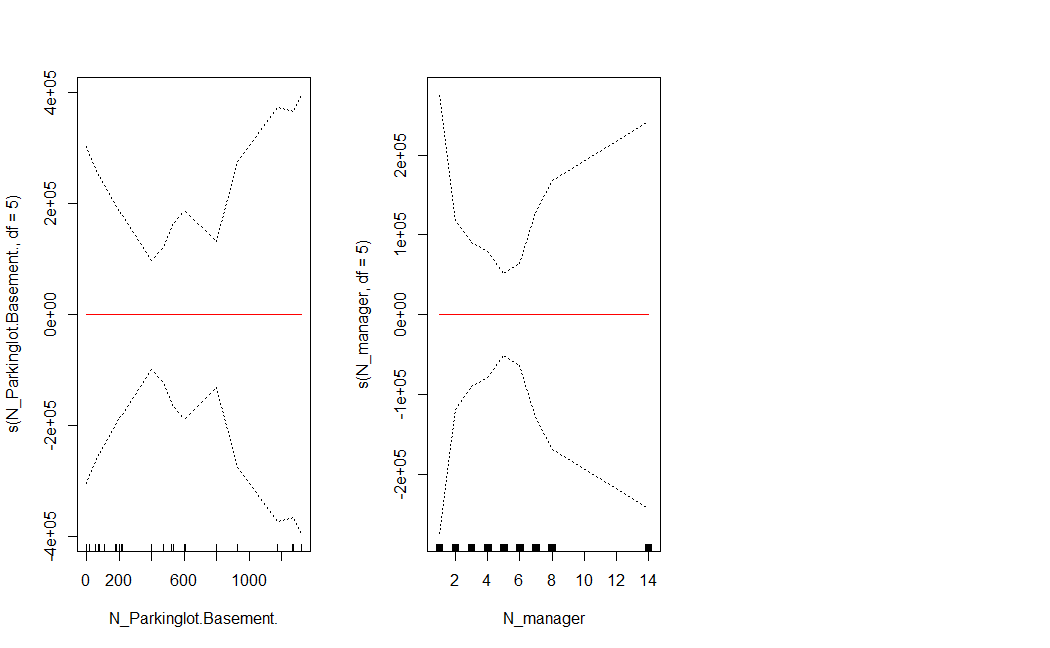 s(N_Parkinglot.Basement., df = 5)
4e+05
2e+05
0e+00
-2e+05
-4e+05
0 200 600 1000
N_Parkinglot.Basement.
s(N_manager, df = 5)
2e+05
1e+05
0e+00
-1e+05
-2e+05
2 4 6 8 10 12 14
N_manager